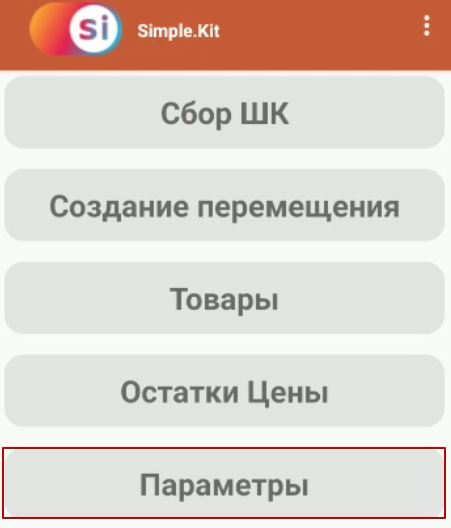 si Simple.Kit
Сбор ШК
Создание перемещения
Товары
Остатки Цены
Параметры